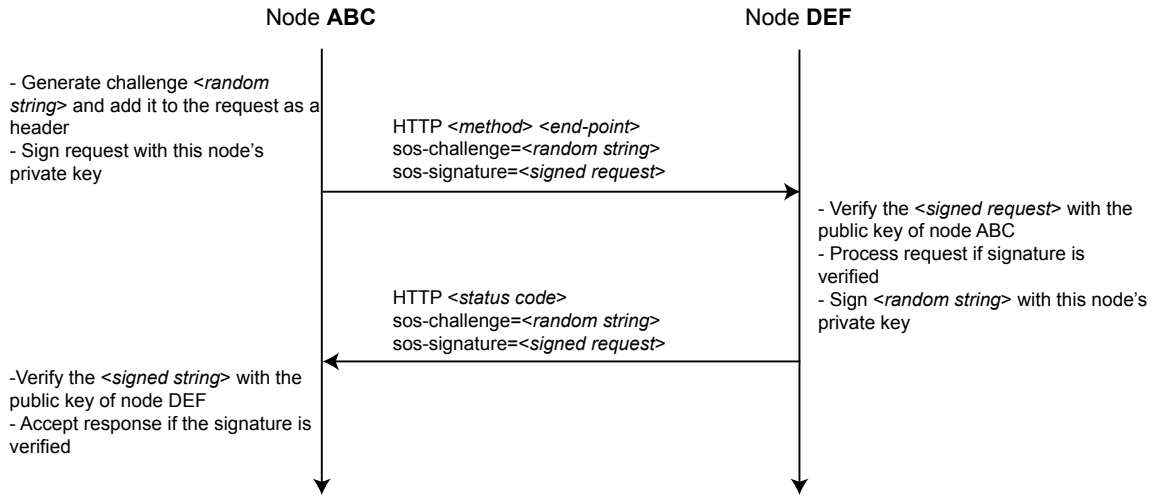 Node ABC
Node DEF
- Generate challenge <random
string> and add it to the request as a
header
- Sign request with this node's
private key
HTTP <method> <end-point>
sos-challenge=<random string>
sos-signature=<signed request>
- Verify the <signed request> with the
public key of node ABC
- Process request if signature is
verified
- Sign <random string> with this node's
private key
HTTP <status code>
sos-challenge=<random string>
sos-signature=<signed request>
-Verify the <signed string> with the
public key of node DEF
- Accept response if the signature is
verified